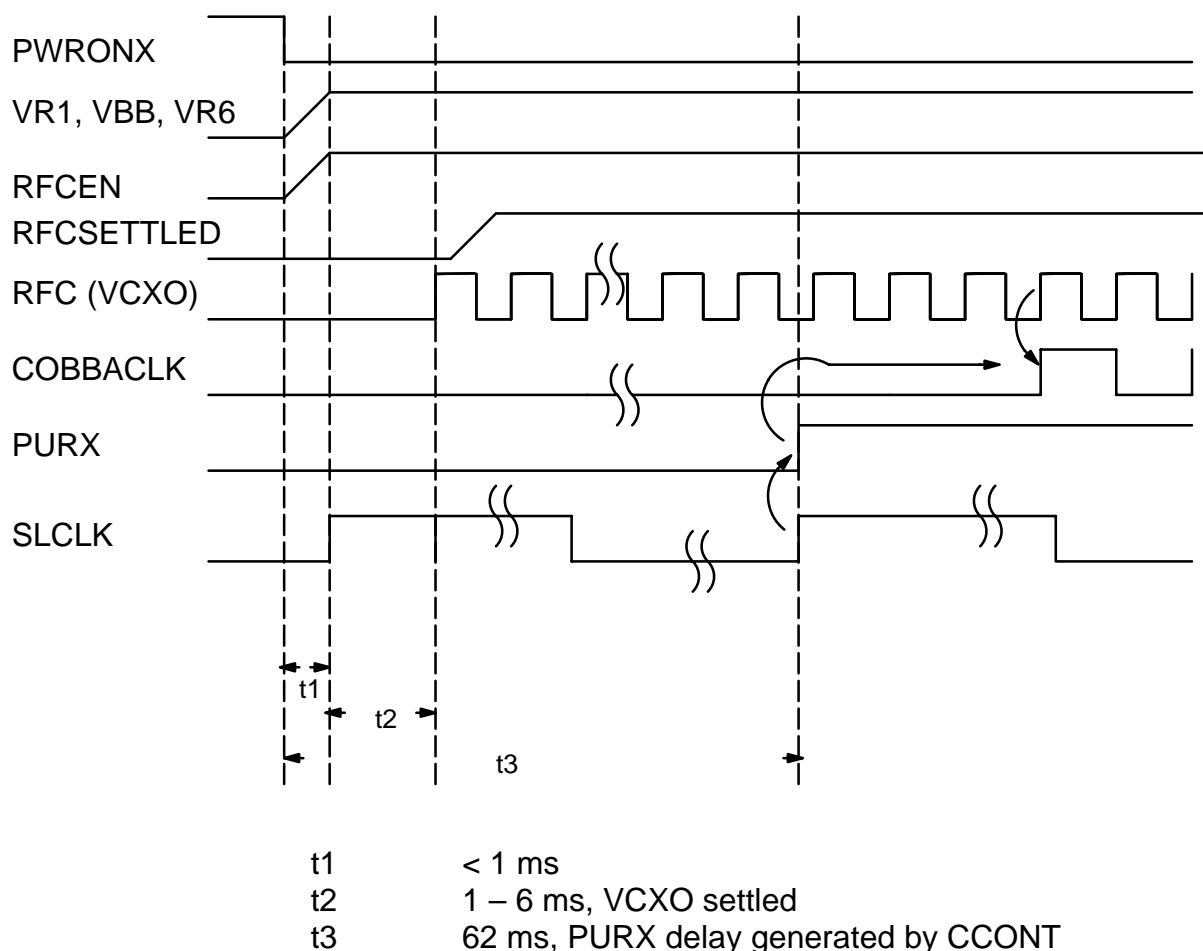 PWRONX
VR1, VBB, VR6
RFCEN
RFCSETTLED
RFC (VCXO)
COBBACLK
PURX
SLCLK
t1
t2
t3
t1 < 1 ms
t2 1 – 6 ms, VCXO settled
t3 62 ms, PURX delay generated by CCONT